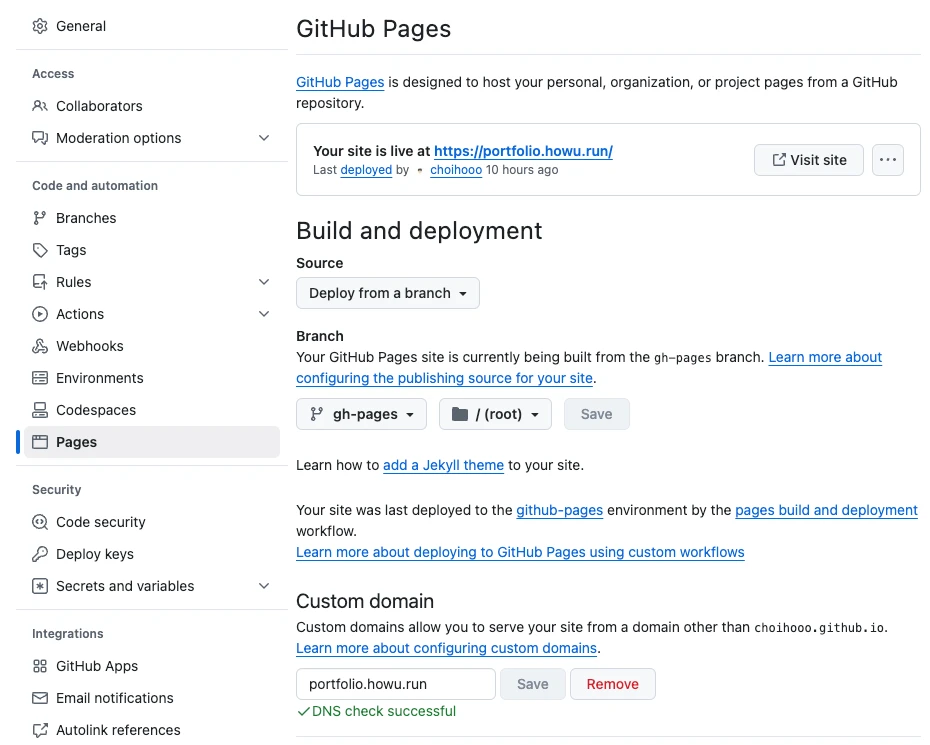 General
Access
Collaborators
Moderation options
Code and automation
Branches
Tags
Rules
Actions
Webhooks
Environments
Codespaces
Pages
Security
Code security
Deploy keys
Secrets and variables
Integrations
GitHub Apps
Email notifications
Autolink references
GitHub Pages
GitHub Pages is designed to host your personal, organization, or project pages from a GitHub
repository.
Your site is live at https://portfolio.howu.run/
Last deployed by choihooo 10 hours ago
Visit site
Build and deployment
Source
Deploy from a branch
Branch
Your GitHub Pages site is currently being built from the gh-pages branch. Learn more about
configuring the publishing source for your site.
gh-pages / (root) Save
Learn how to add a Jekyll theme to your site.
Your site was last deployed to the github-pages environment by the pages build and deployment
workflow.
Learn more about deploying to GitHub Pages using custom workflows
Custom domain
Custom domains allow you to serve your site from a domain other than choihooo.github.io.
Learn more about configuring custom domains.
portfolio.howu.run Save Remove
DNS check successful